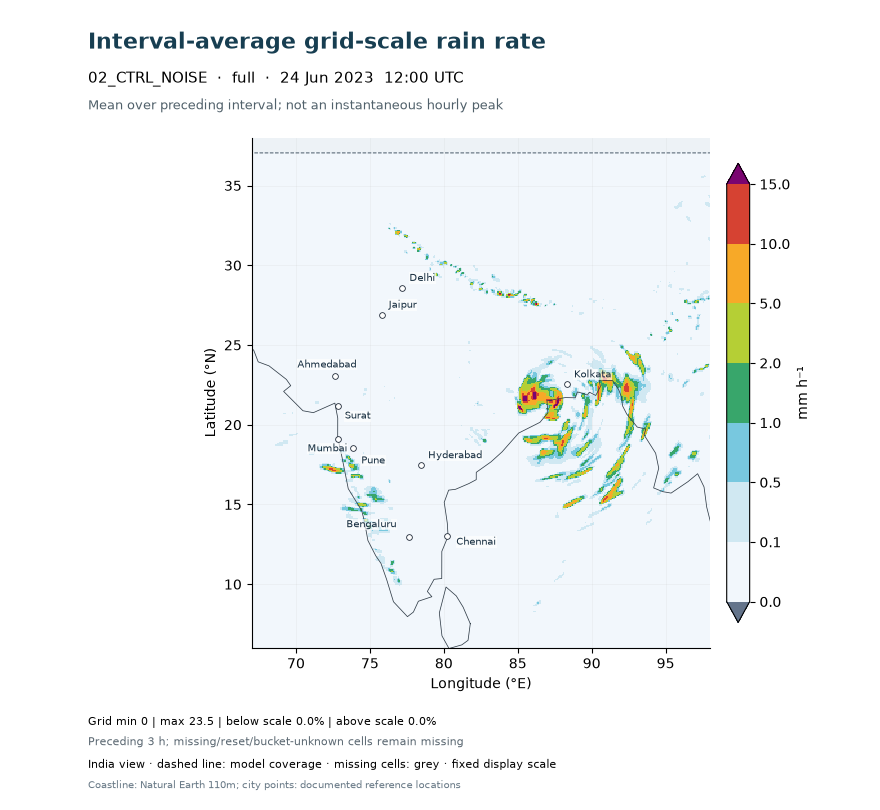 Interval-average grid-scale rain rate
02_CTRL_NOISE · full · 24 Jun 2023 12:00 UTC
Mean over preceding interval; not an instantaneous hourly peak
35
30
25
20
15
10
Latitude (°N)
70
75
80
85
90
95
Longitude (°E)
Delhi
Jaipur
Ahmedabad
Kolkata
Surat
Mumbai
Pune
Hyderabad
Bengaluru
Chennai
15.0
10.0
5.0
2.0
1.0
0.5
0.1
0.0
mm h⁻¹
Grid min 0 | max 23.5 | below scale 0.0% | above scale 0.0%
Preceding 3 h; missing/reset/bucket-unknown cells remain missing
India view · dashed line: model coverage · missing cells: grey · fixed display scale
Coastline: Natural Earth 110m; city points: documented reference locations